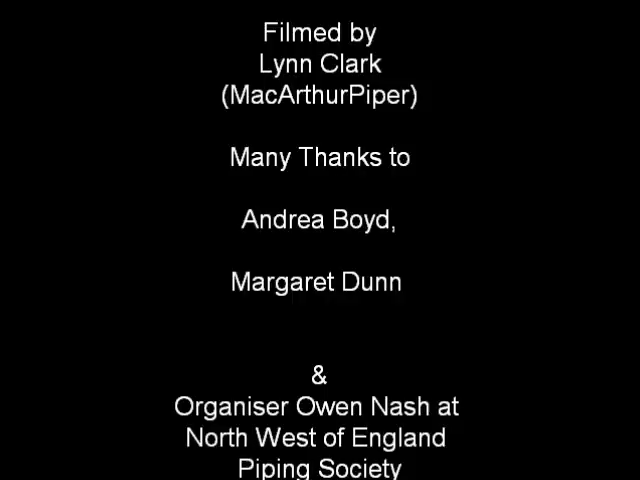 Filmed by
Lynn Clark
(MacArthurPiper)
Many Thanks to
Andrea Boyd,
Margaret Dunn
&
Organiser Owen Nash at
North West of England
Piping Society